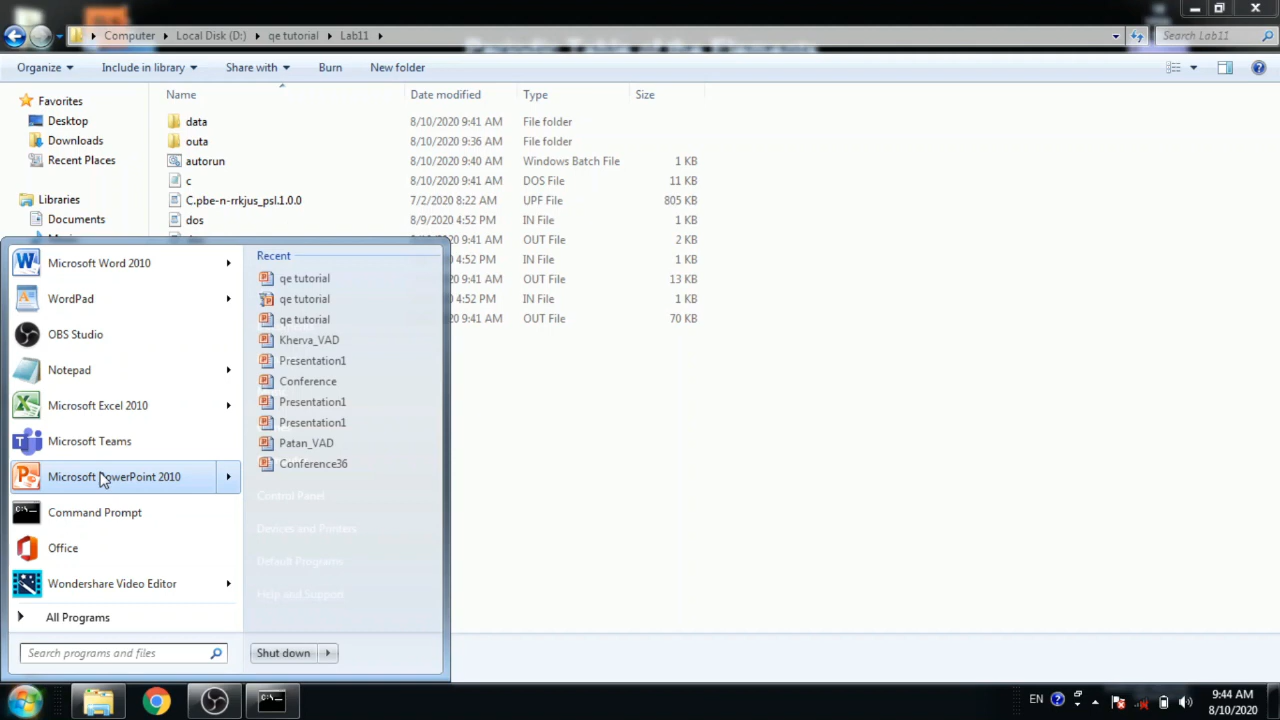 Periodic Table of the Elements
Computer Local Disk (D:) qe tutorial Lab11
Search Lab11
Organize Include in library Share with Burn New folder
Name Date modified Type Size
Favorites
Desktop
Downloads
Recent Places
Libraries
Documents
data 8/10/2020 9:41 AM File folder
outa 8/10/2020 9:36 AM File folder
autorun 8/10/2020 9:40 AM Windows Batch File 1 KB
c 8/10/2020 9:41 AM DOS File 11 KB
C.pbe-n-rrkjus_psl.1.0.0 7/2/2020 8:22 AM UPF File 805 KB
dos 8/9/2020 4:52 PM IN File 1 KB
20 9:41 AM OUT File 2 KB
4:52 PM IN File 1 KB
20 9:41 AM OUT File 13 KB
0 4:52 PM IN File 1 KB
20 9:41 AM OUT File 70 KB
Microsoft Word 2010
WordPad
OBS Studio
Notepad
Microsoft Excel 2010
Microsoft Teams
Microsoft PowerPoint 2010
Command Prompt
Office
Wondershare Video Editor
All Programs
Search programs and files
Recent
qe tutorial
qe tutorial
qe tutorial
Kherva_VAD
Presentation1
Conference
Presentation1
Presentation1
Patan_VAD
Conference36
Control Panel
Devices and Printers
Default Programs
Help and Support
Shut down
EN
9:44 AM
8/10/2020